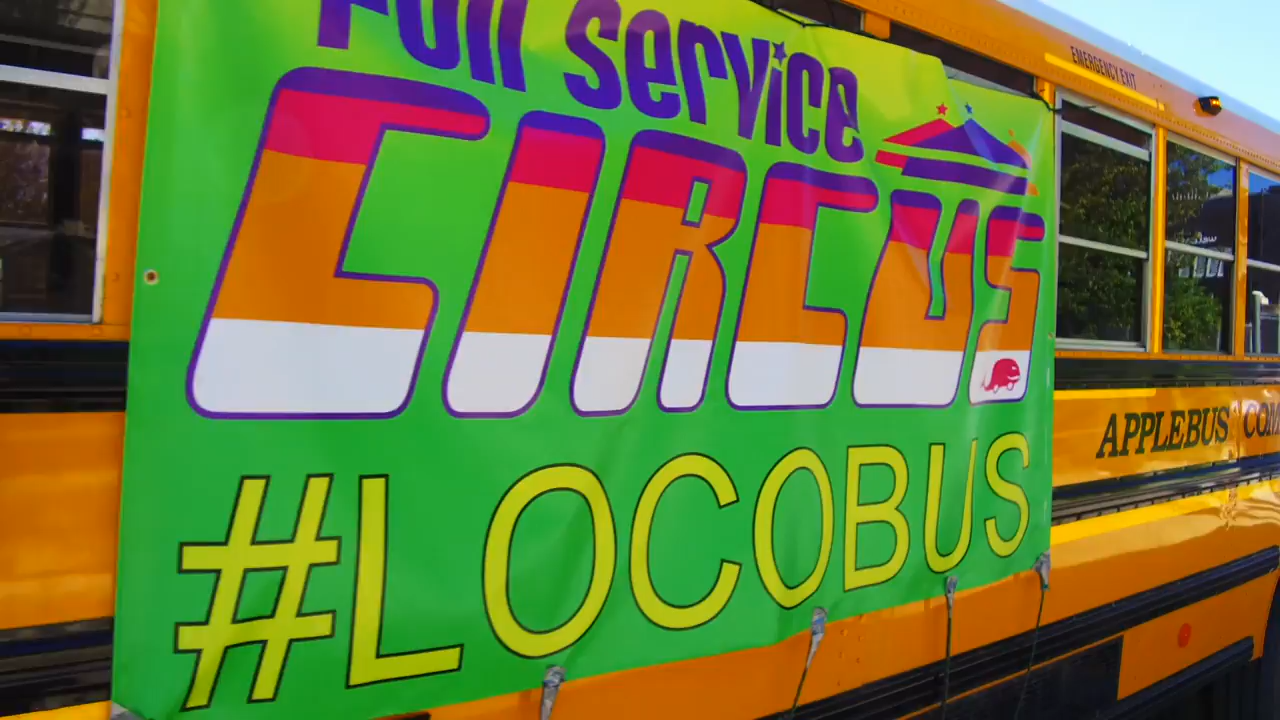 Full Service
CIRCUS
#LOCOBUS
EMERGENCY EXIT
APPLEBUS